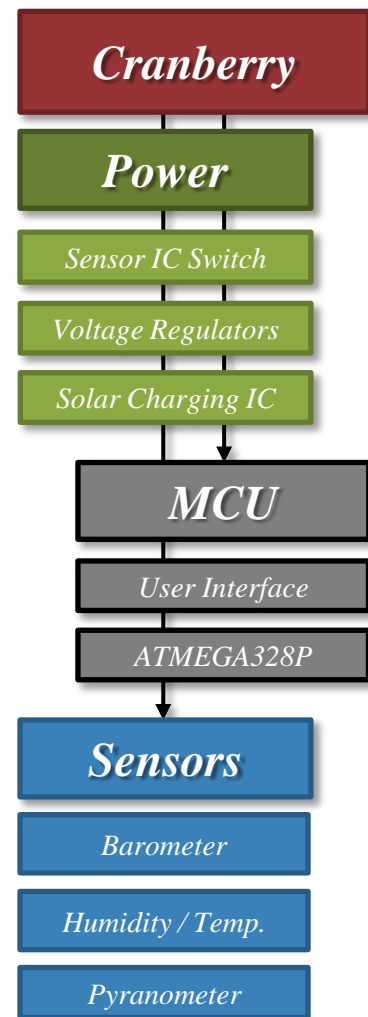 Cranberry
Power
Sensor IC Switch
Voltage Regulators
Solar Charging IC
MCU
User Interface
ATMEGA328P
Sensors
Barometer
Humidity / Temp.
Pyranometer